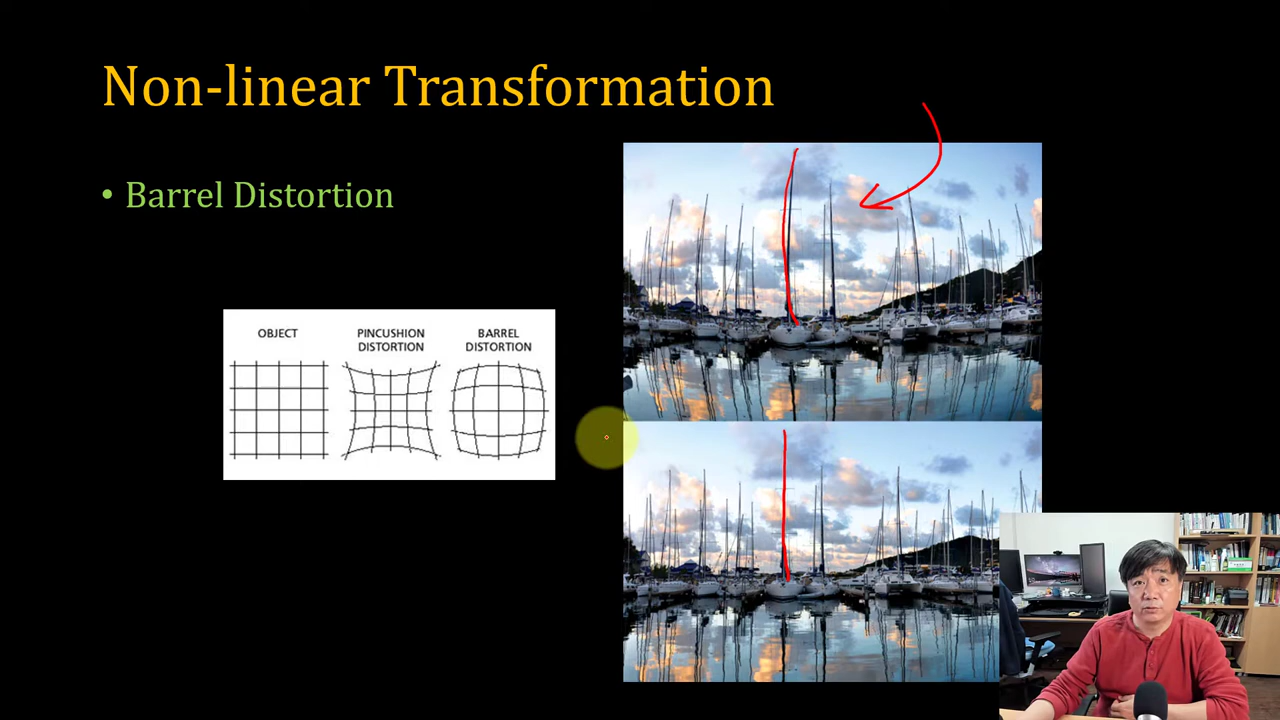 Non-linear Transformation
• Barrel Distortion
OBJECT
PINCUSHION
DISTORTION
BARREL
DISTORTION